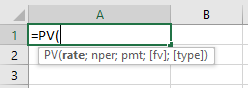 A B
1 =PV(
2 PV(rate; nper; pmt; [fv]; [type])
3